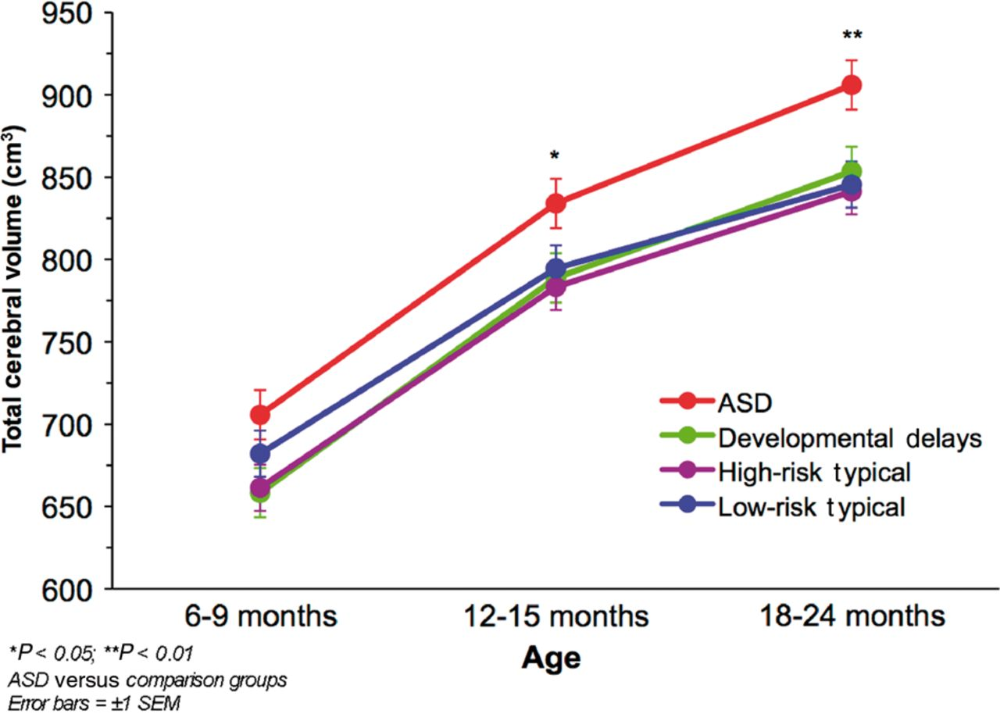 950
900
850
800
750
700
650
600
Total cerebral volume (cm³)
*
**
ASD
Developmental delays
High-risk typical
Low-risk typical
6-9 months 12-15 months 18-24 months
Age
*P < 0.05; **P < 0.01
ASD versus comparison groups
Error bars = ±1 SEM